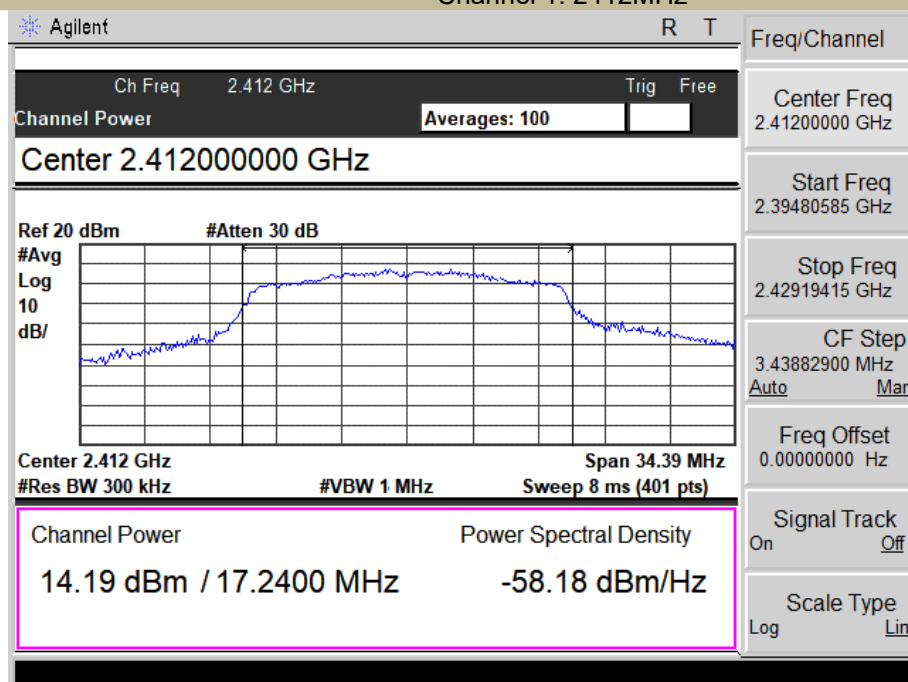 Channel 1: 2412MHz
Agilent R T
Freq/Channel
Ch Freq 2.412 GHz Trig Free
Channel Power Averages: 100
Center 2.412000000 GHz
Center Freq
2.41200000 GHz
Start Freq
2.39480585 GHz
Ref 20 dBm #Atten 30 dB
#Avg
Log
10
dB/
Stop Freq
2.42919415 GHz
CF Step
3.43882900 MHz
Auto Man
Center 2.412 GHz Span 34.39 MHz
#Res BW 300 kHz #VBW 1 MHz Sweep 8 ms (401 pts)
Freq Offset
0.00000000 Hz
Channel Power Power Spectral Density
14.19 dBm / 17.2400 MHz -58.18 dBm/Hz
Signal Track
On Off
Scale Type
Log Lin